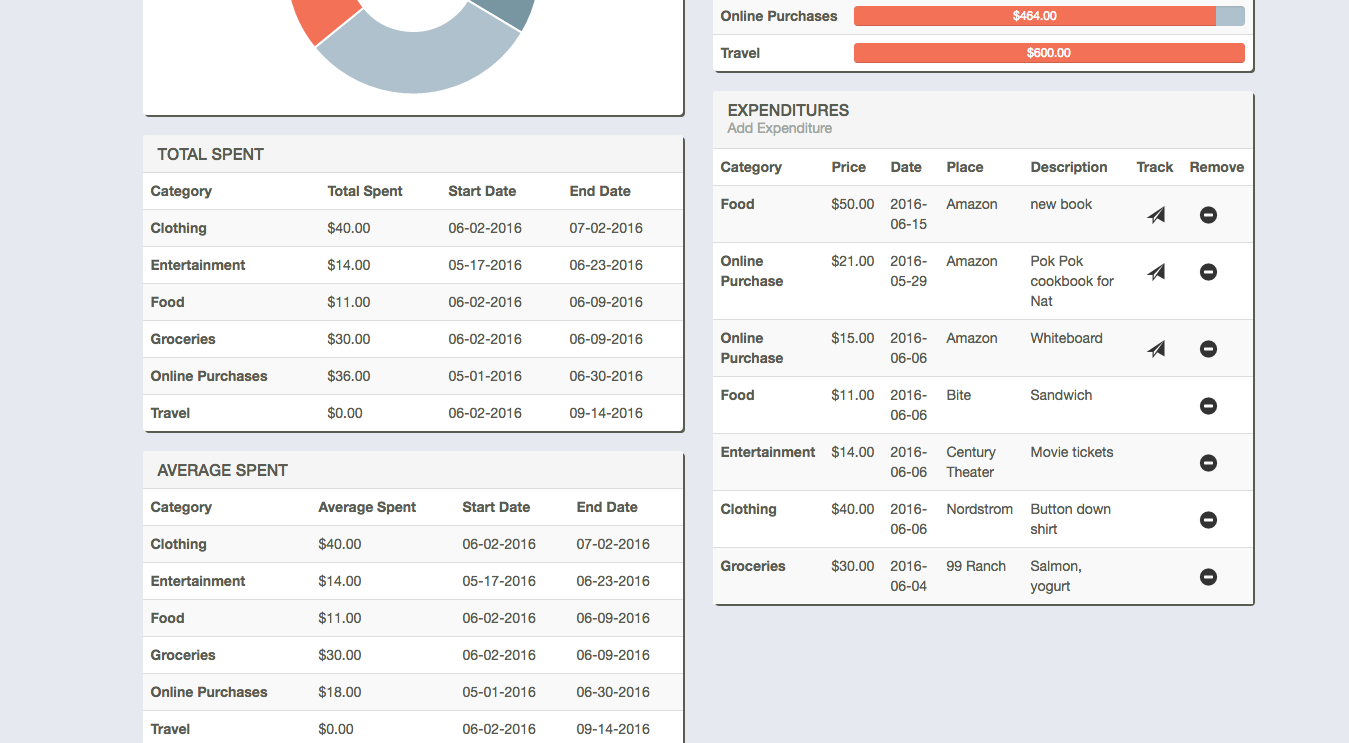 Online Purchases $464.00
Travel $600.00
TOTAL SPENT
Category Total Spent Start Date End Date
Clothing $40.00 06-02-2016 07-02-2016
Entertainment $14.00 05-17-2016 06-23-2016
Food $11.00 06-02-2016 06-09-2016
Groceries $30.00 06-02-2016 06-09-2016
Online Purchases $36.00 05-01-2016 06-30-2016
Travel $0.00 06-02-2016 09-14-2016
AVERAGE SPENT
Category Average Spent Start Date End Date
Clothing $40.00 06-02-2016 07-02-2016
Entertainment $14.00 05-17-2016 06-23-2016
Food $11.00 06-02-2016 06-09-2016
Groceries $30.00 06-02-2016 06-09-2016
Online Purchases $18.00 05-01-2016 06-30-2016
Travel $0.00 06-02-2016 09-14-2016
EXPENDITURES
Add Expenditure
Category Price Date Place Description Track Remove
Food $50.00 2016- Amazon new book
06-15
Online $21.00 2016- Amazon Pok Pok
Purchase 05-29 cookbook for
Nat
Online $15.00 2016- Amazon Whiteboard
Purchase 06-06
Food $11.00 2016- Bite Sandwich
06-06
Entertainment $14.00 2016- Century Movie tickets
06-06 Theater
Clothing $40.00 2016- Nordstrom Button down
06-06 shirt
Groceries $30.00 2016- 99 Ranch Salmon,
06-04 yogurt